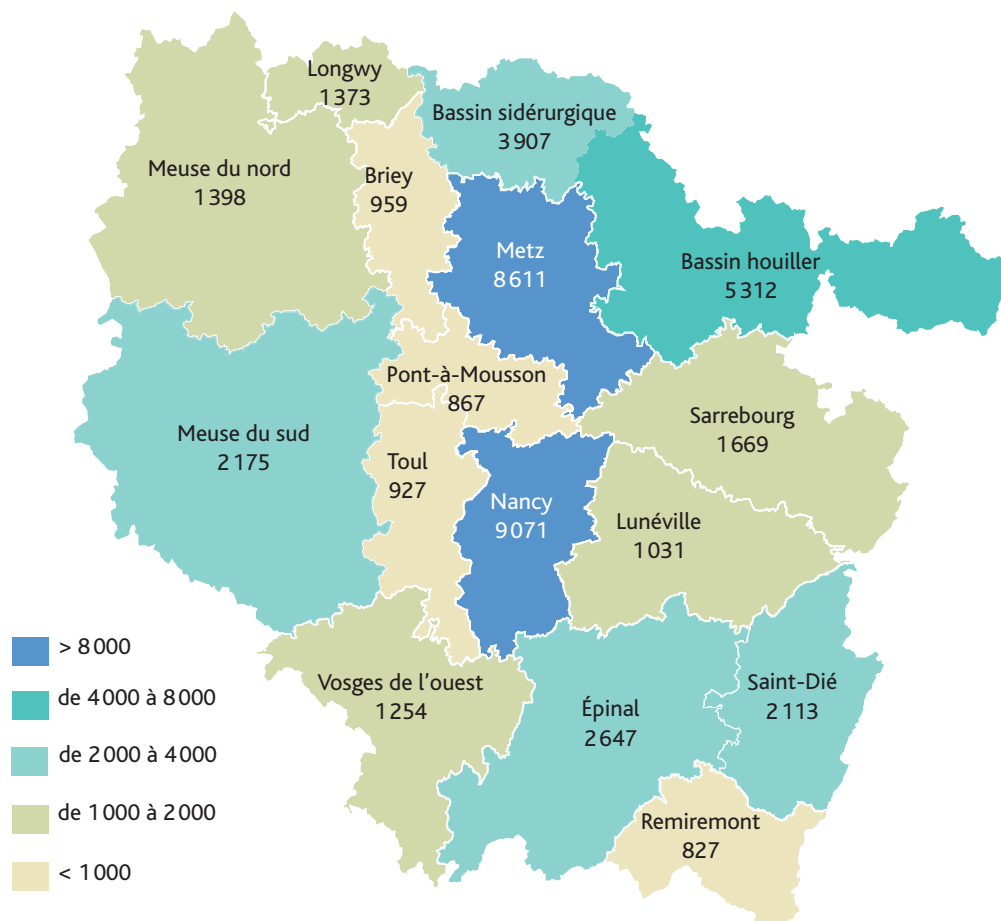 Longwy
1 373
Bassin sidérurgique
3 907
Meuse du nord
1 398
Briey
959
Metz
8 611
Bassin houiller
5 312
Pont-à-Mousson
867
Sarrebourg
1 669
Meuse du sud
2 175
Toul
927
Nancy
9 071
Lunéville
1 031
Vosges de l'ouest
1 254
Épinal
2 647
Saint-Dié
2 113
Remiremont
827
> 8 000
de 4 000 à 8 000
de 2 000 à 4 000
de 1 000 à 2 000
< 1 000